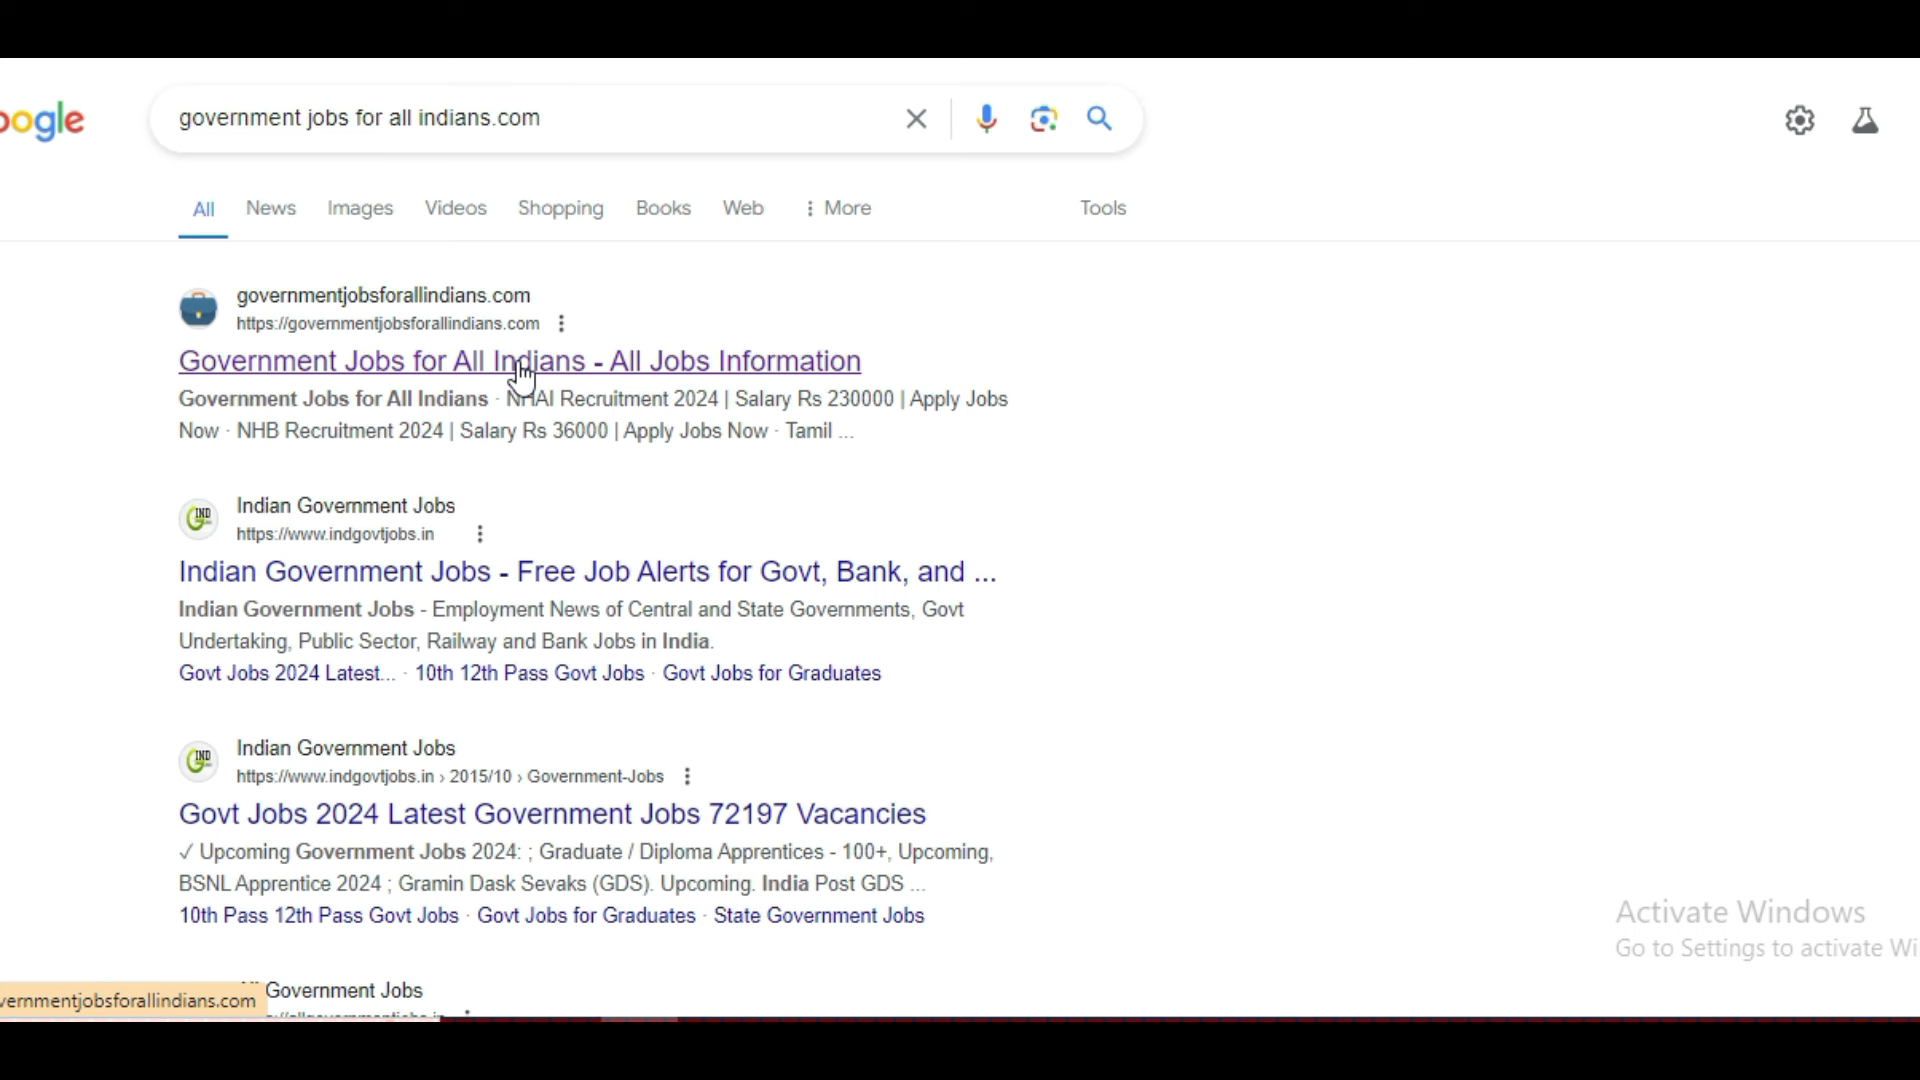 oogle
government jobs for all indians.com
All News Images Videos Shopping Books Web More Tools
governmentjobsforallindians.com
https://governmentjobsforallindians.com
Government Jobs for All Indians - All Jobs Information
Government Jobs for All Indians · NHAI Recruitment 2024 | Salary Rs 230000 | Apply Jobs
Now · NHB Recruitment 2024 | Salary Rs 36000 | Apply Jobs Now · Tamil ...
IND
Indian Government Jobs
https://www.indgovtjobs.in
Indian Government Jobs - Free Job Alerts for Govt, Bank, and ...
Indian Government Jobs - Employment News of Central and State Governments, Govt
Undertaking, Public Sector, Railway and Bank Jobs in India.
Govt Jobs 2024 Latest... · 10th 12th Pass Govt Jobs · Govt Jobs for Graduates
IND
Indian Government Jobs
https://www.indgovtjobs.in › 2015/10 › Government-Jobs
Govt Jobs 2024 Latest Government Jobs 72197 Vacancies
✓ Upcoming Government Jobs 2024: ; Graduate / Diploma Apprentices - 100+, Upcoming,
BSNL Apprentice 2024 ; Gramin Dask Sevaks (GDS). Upcoming. India Post GDS ...
10th Pass 12th Pass Govt Jobs · Govt Jobs for Graduates · State Government Jobs
Activate Windows
Go to Settings to activate Wi
Government Jobs
vernmentjobsforallindians.com